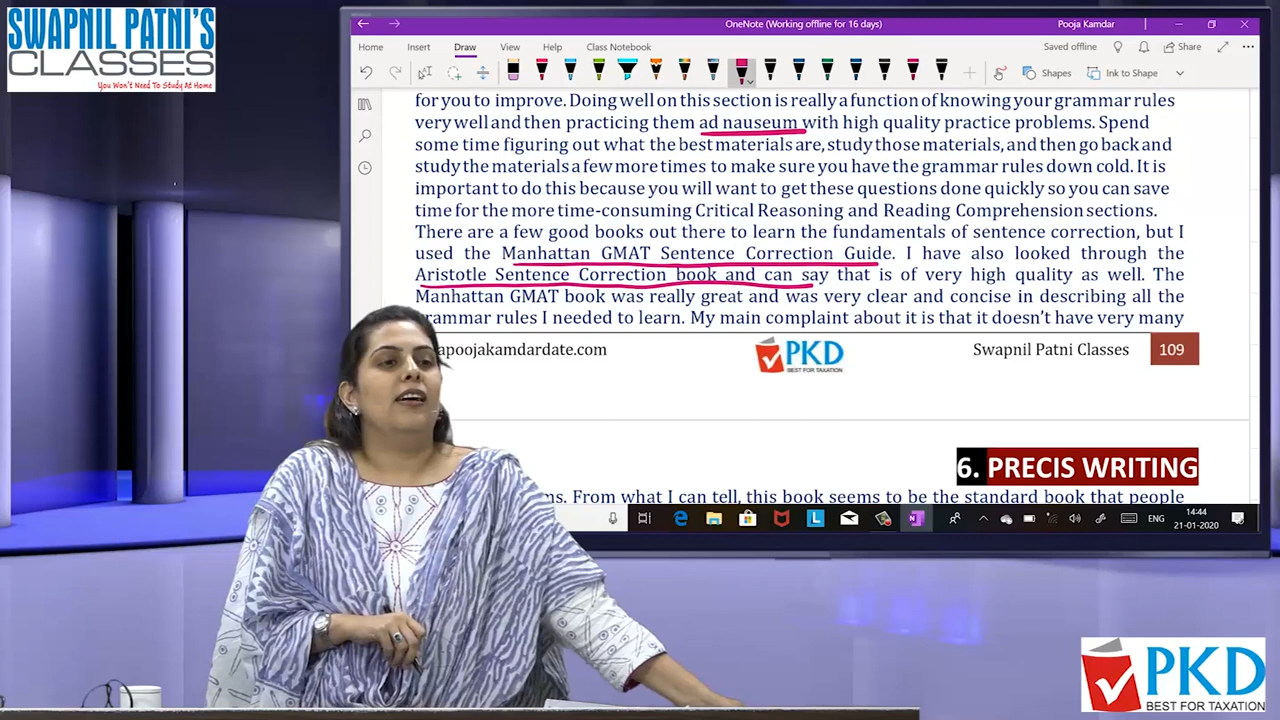 SWAPNIL PATNI'S
CLASSES
You Won't Need To Study At Home
OneNote (Working offline for 16 days)
Pooja Kamdar
Home Insert Draw View Help Class Notebook
Saved offline
Share
Shapes
Ink to Shape
for you to improve. Doing well on this section is really a function of knowing your grammar rules
very well and then practicing them ad nauseum with high quality practice problems. Spend
some time figuring out what the best materials are, study those materials, and then go back and
study the materials a few more times to make sure you have the grammar rules down cold. It is
important to do this because you will want to get these questions done quickly so you can save
time for the more time-consuming Critical Reasoning and Reading Comprehension sections.
There are a few good books out there to learn the fundamentals of sentence correction, but I
used the Manhattan GMAT Sentence Correction Guide. I have also looked through the
Aristotle Sentence Correction book and can say that is of very high quality as well. The
Manhattan GMAT book was really great and was very clear and concise in describing all the
grammar rules I needed to learn. My main complaint about it is that it doesn't have very many
apoojakamdardate.com
PKD
BEST FOR TAXATION
Swapnil Patni Classes 109
6. PRECIS WRITING
ms. From what I can tell, this book seems to be the standard book that people
ENG
14:44
21-01-2020
PKD
BEST FOR TAXATION